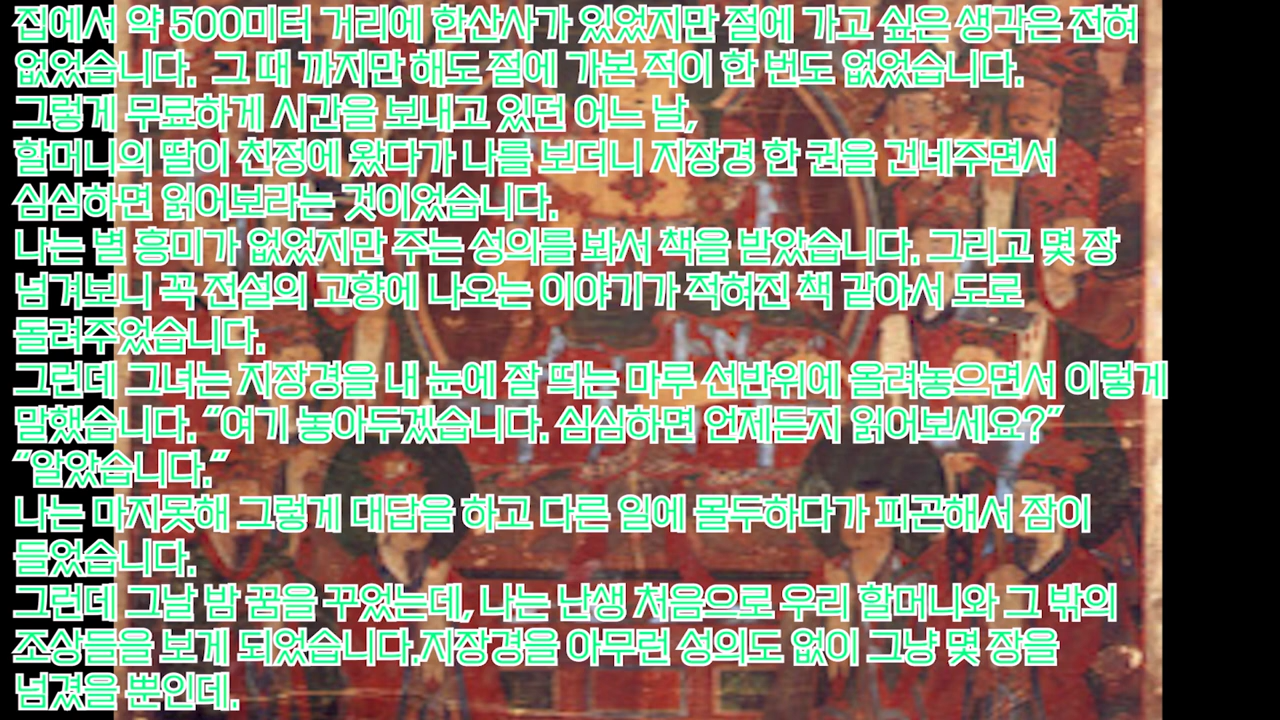 집에서 약 500미터 거리에 한산사가 있었지만 절에 가고 싶은 생각은 전혀
없었습니다. 그 때 까지만 해도 절에 가본 적이 한 번도 없었습니다.
그렇게 무료하게 시간을 보내고 있던 어느 날,
할머니의 딸이 친정에 왔다가 나를 보더니 지장경 한 권을 건네주면서
심심하면 읽어보라는 것이었습니다.
나는 별 흥미가 없었지만 주는 성의를 봐서 책을 받았습니다. 그리고 몇 장
넘겨보니 꼭 전설의 고향에 나오는 이야기가 적혀진 책 같아서 도로
돌려주었습니다.
그런데 그녀는 지장경을 내 눈에 잘 띄는 마루 선반위에 올려놓으면서 이렇게
말했습니다. "여기 놓아두겠습니다. 심심하면 언제든지 읽어보세요?"
"알았습니다."
나는 마지못해 그렇게 대답을 하고 다른 일에 몰두하다가 피곤해서 잠이
들었습니다.
그런데 그날 밤 꿈을 꾸었는데, 나는 난생 처음으로 우리 할머니와 그 밖의
조상들을 보게 되었습니다.지장경을 아무런 성의도 없이 그냥 몇 장을
넘겼을 뿐인데.